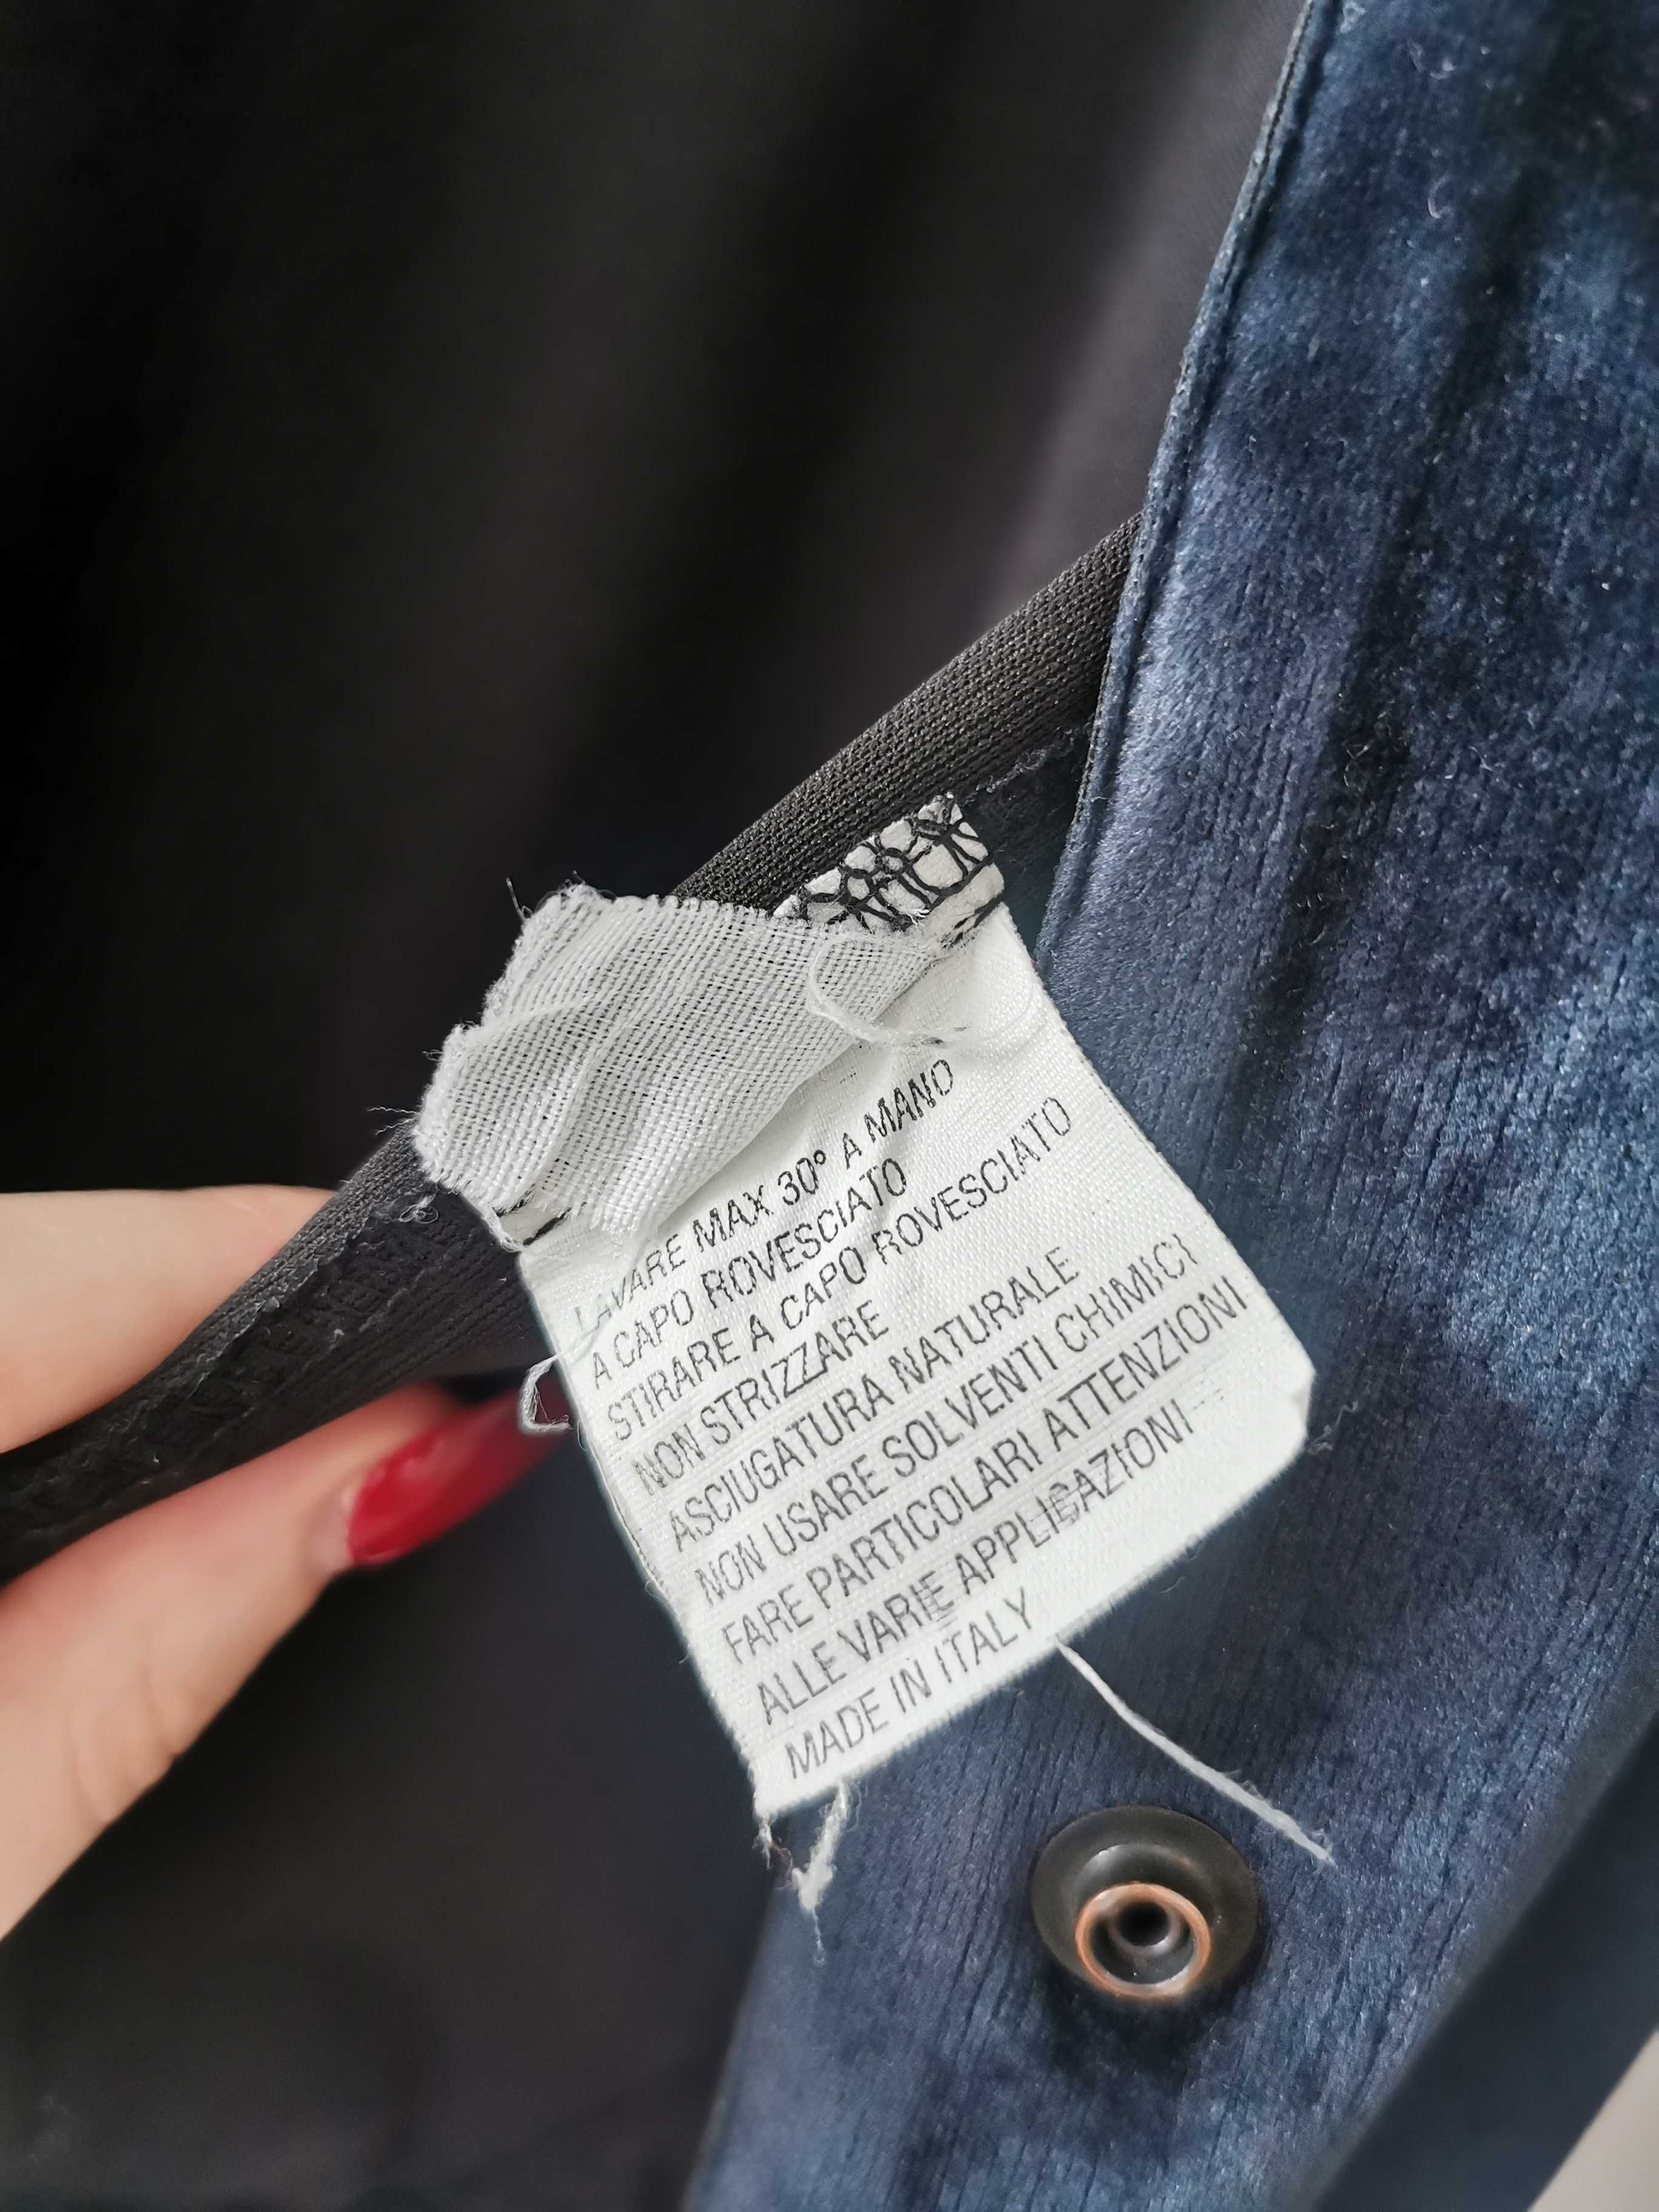 LAVARE MAX 30° A MANO
A CAPO ROVESCIATO
STIRARE A CAPO ROVESCIATO
NON STRIZZARE
ASCIUGATURA NATURALE
NON USARE SOLVENTI CHIMICI
FARE PARTICOLARI ATTENZIONI
ALLE VARIE APPLICAZIONI
MADE IN ITALY